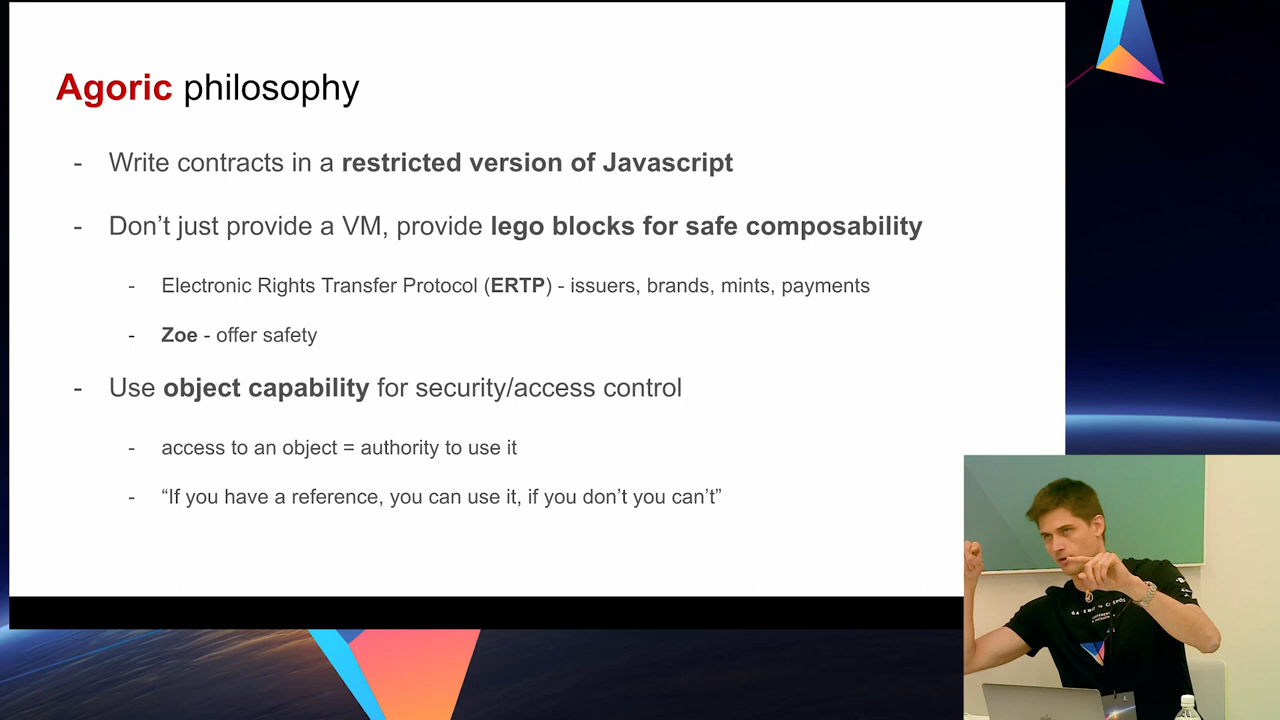 Agoric philosophy
- Write contracts in a restricted version of Javascript
- Don’t just provide a VM, provide lego blocks for safe composability
- Electronic Rights Transfer Protocol (ERTP) - issuers, brands, mints, payments
- Zoe - offer safety
- Use object capability for security/access control
- access to an object = authority to use it
- “If you have a reference, you can use it, if you don’t you can’t”